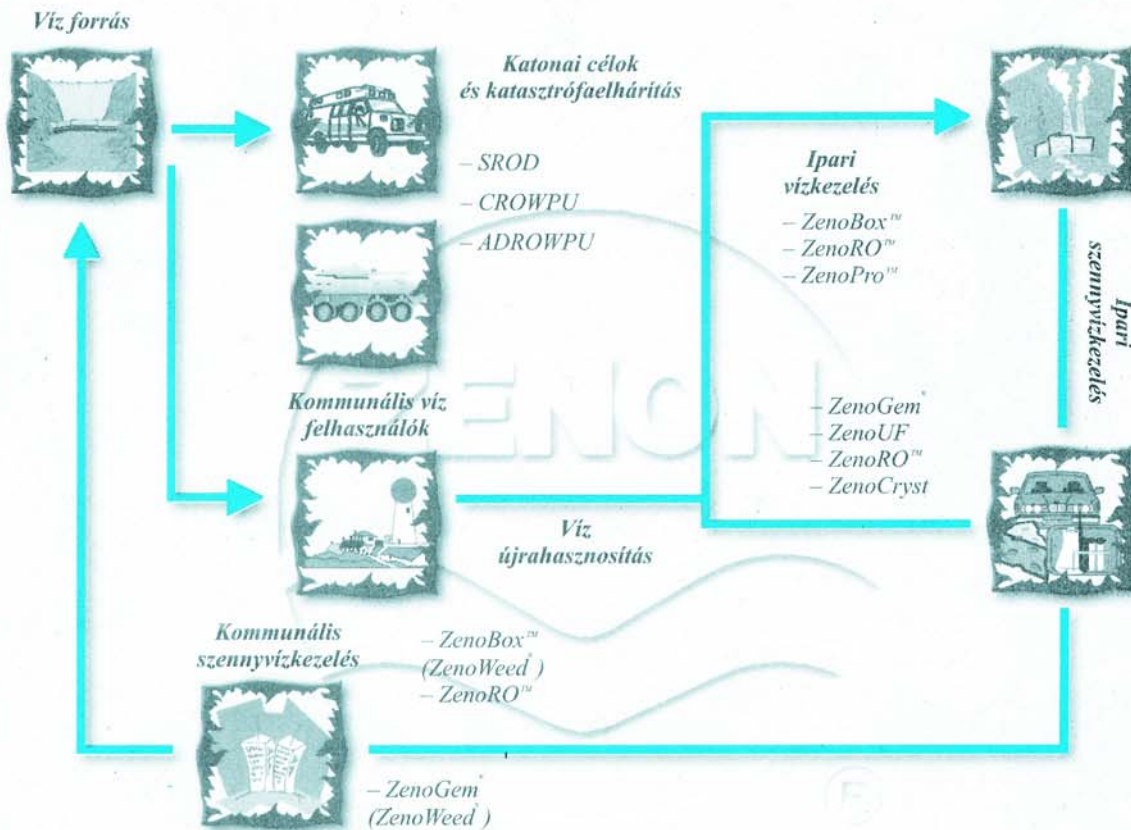 Víz forrás
Katonai célok
és katasztrófaelhárítás
– SROD
– CROWPU
– ADROWPU
Ipari
vízkezelés
– ZenoBox™
– ZenoRO™
– ZenoPro™
Ipari
szennyvízkezelés
ZENON
Kommunális víz
felhasználók
– ZenoGem®
– ZenoUF
– ZenoRO™
– ZenoCryst
Víz
újrahasznosítás
Kommunális
szennyvízkezelés
– ZenoBox™
(ZenoWeed®)
– ZenoRO™
– ZenoGem®
(ZenoWeed®)